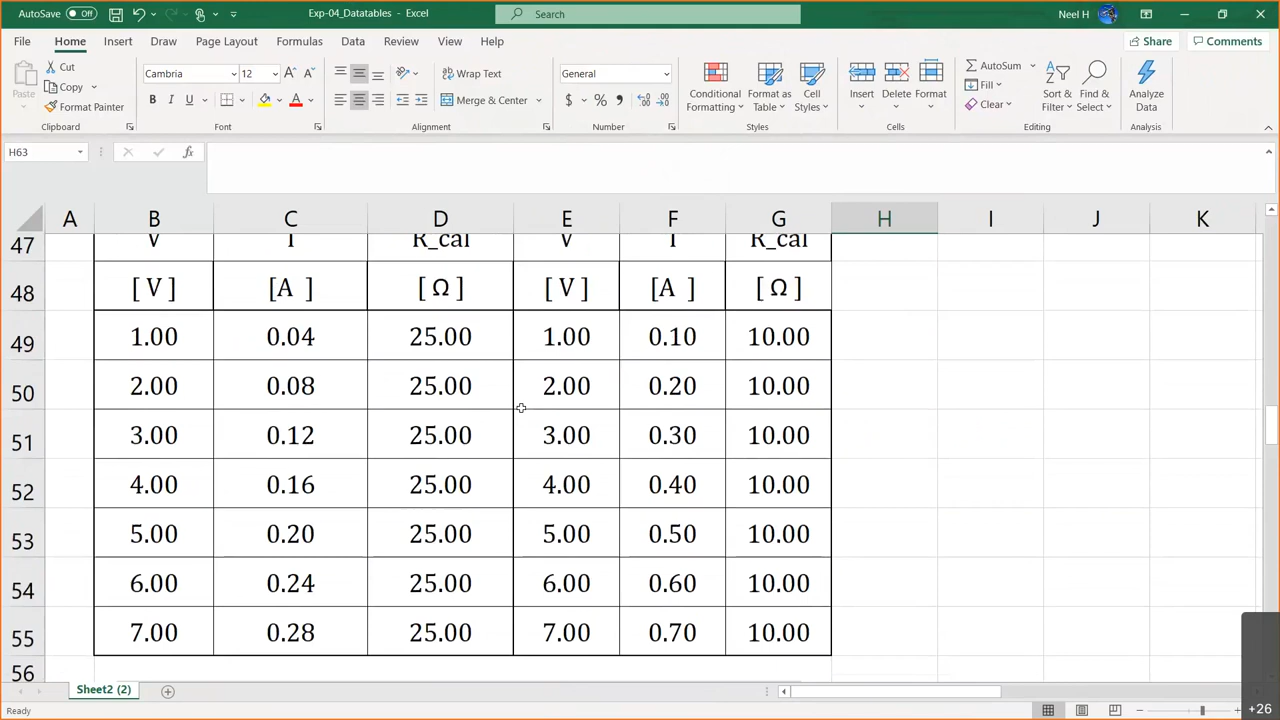 AutoSave Off Exp-04_Datatables - Excel Search Neel H
File Home Insert Draw Page Layout Formulas Data Review View Help Share Comments
Paste Cut Copy Format Painter Clipboard
Cambria 12 B I U A Font
Wrap Text Merge & Center Alignment
General $ % Number
Conditional Formatting Format as Table Cell Styles Styles
Insert Delete Format Cells
AutoSum Fill Clear Sort & Filter Find & Select Editing
Analyze Data Analysis
H63 fx
A B C D E F G H I J K
47 V I R_cal V I R_cal
48 [ V ] [A ] [ Ω ] [ V ] [A ] [ Ω ]
49 1.00 0.04 25.00 1.00 0.10 10.00
50 2.00 0.08 25.00 2.00 0.20 10.00
51 3.00 0.12 25.00 3.00 0.30 10.00
52 4.00 0.16 25.00 4.00 0.40 10.00
53 5.00 0.20 25.00 5.00 0.50 10.00
54 6.00 0.24 25.00 6.00 0.60 10.00
55 7.00 0.28 25.00 7.00 0.70 10.00
56
Sheet2 (2)
Ready +26